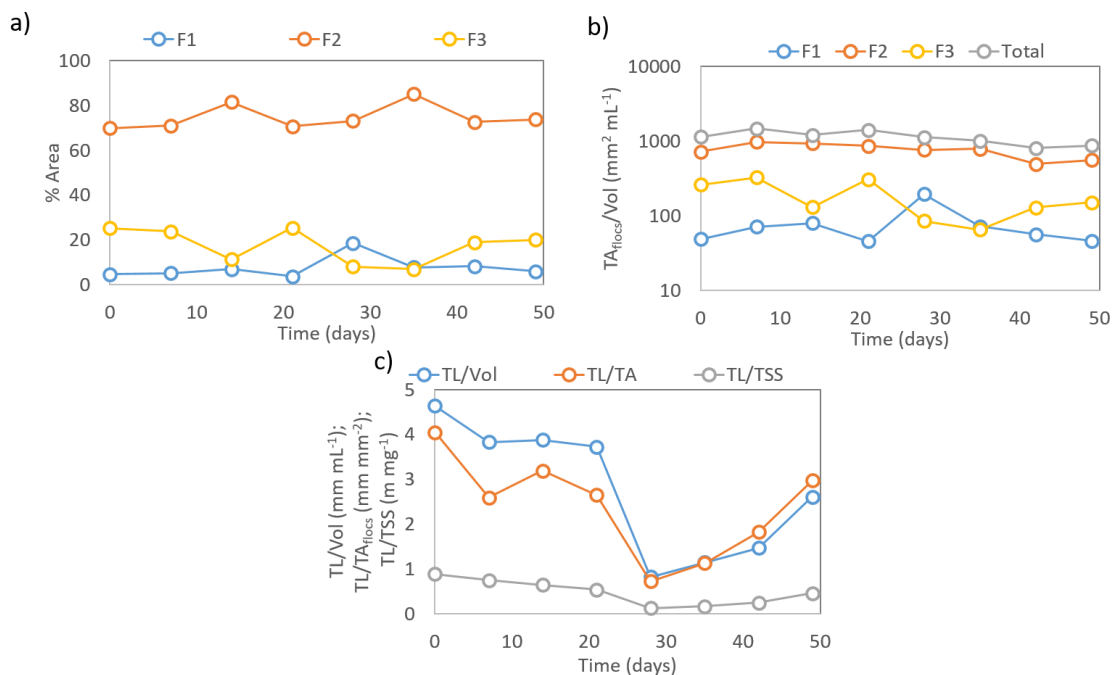 a)
F1 F2 F3
100
80
60
40
20
0
% Area
0 10 20 30 40 50
Time (days)
b)
F1 F2 F3 Total
10000
1000
100
10
TAflocs/Vol (mm² mL⁻¹)
0 10 20 30 40 50
Time (days)
c)
TL/Vol TL/TA TL/TSS
5
4
3
2
1
0
TL/Vol (mm mL⁻¹);
TL/TAflocs (mm mm⁻²);
TL/TSS (m mg⁻¹)
0 10 20 30 40 50
Time (days)